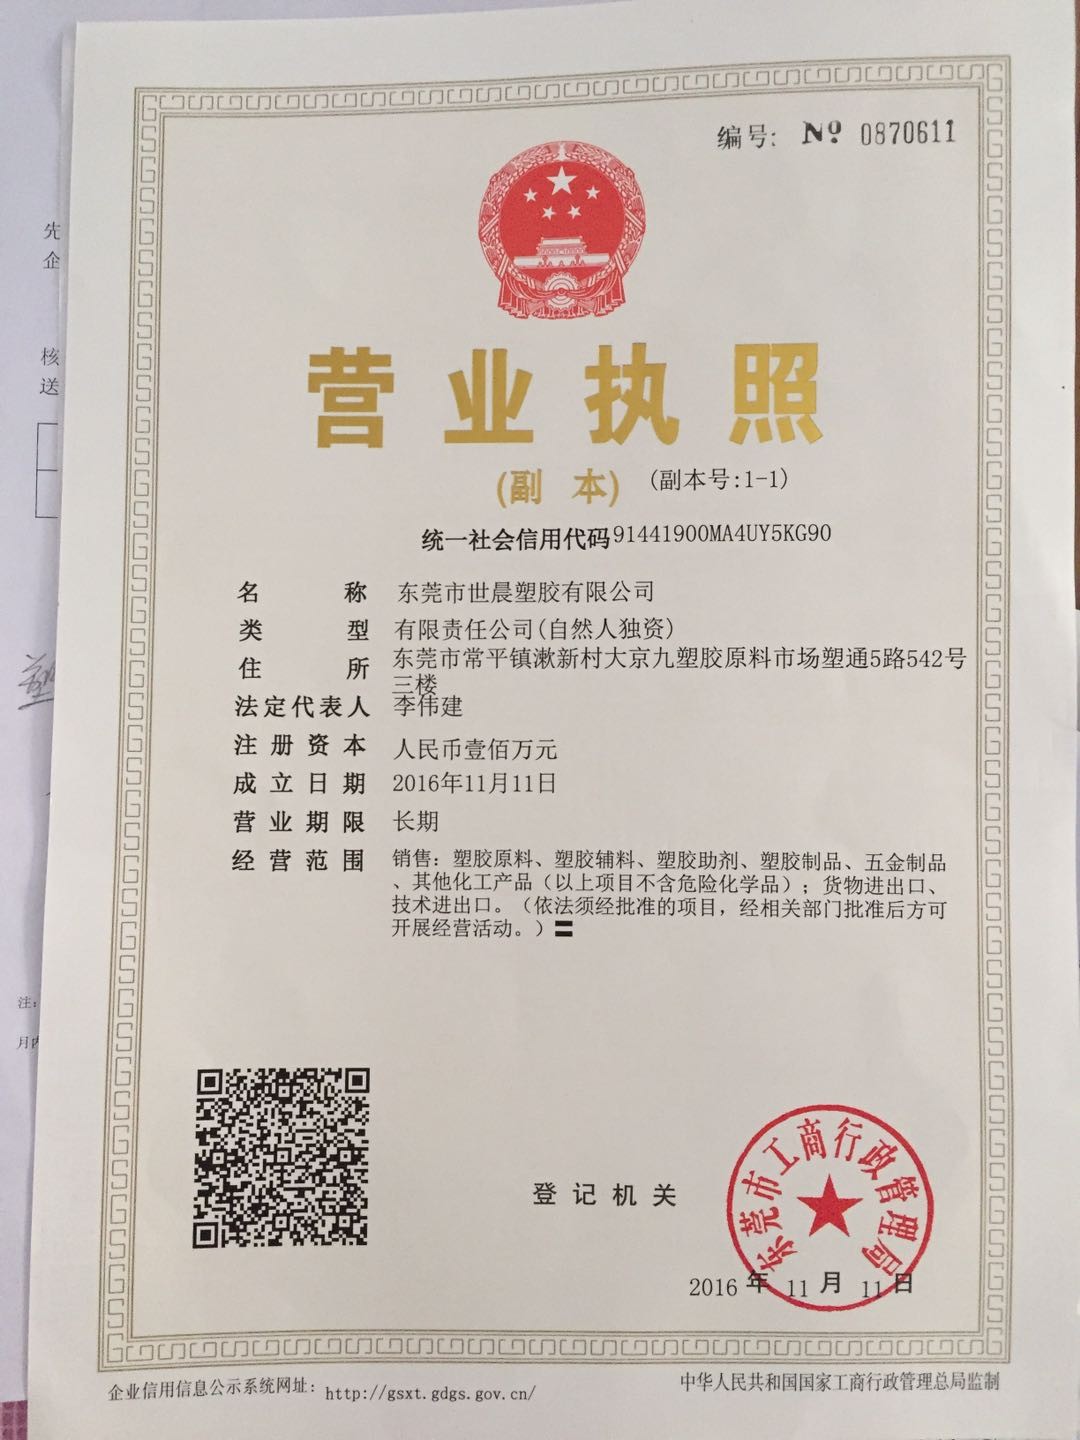 编号: Nº 0870611
营业执照
(副 本) (副本号:1-1)
统一社会信用代码91441900MA4UY5KG90
名 称 东莞市世晨塑胶有限公司
类 型 有限责任公司(自然人独资)
住 所 东莞市常平镇漱新村大京九塑胶原料市场塑通5路542号
三楼
法定代表人 李伟建
注册资本 人民币壹佰万元
成立日期 2016年11月11日
营业期限 长期
经营范围 销售：塑胶原料、塑胶辅料、塑胶助剂、塑胶制品、五金制品
、其他化工产品（以上项目不含危险化学品）；货物进出口、
技术进出口。（依法须经批准的项目，经相关部门批准后方可
开展经营活动。）〓
登记机关
东莞市工商行政管理局
2016 年 11 月 11 日
企业信用信息公示系统网址： http://gsxt.gdgs.gov.cn/
中华人民共和国国家工商行政管理总局监制
先
企
核
送
塑
注：
月内